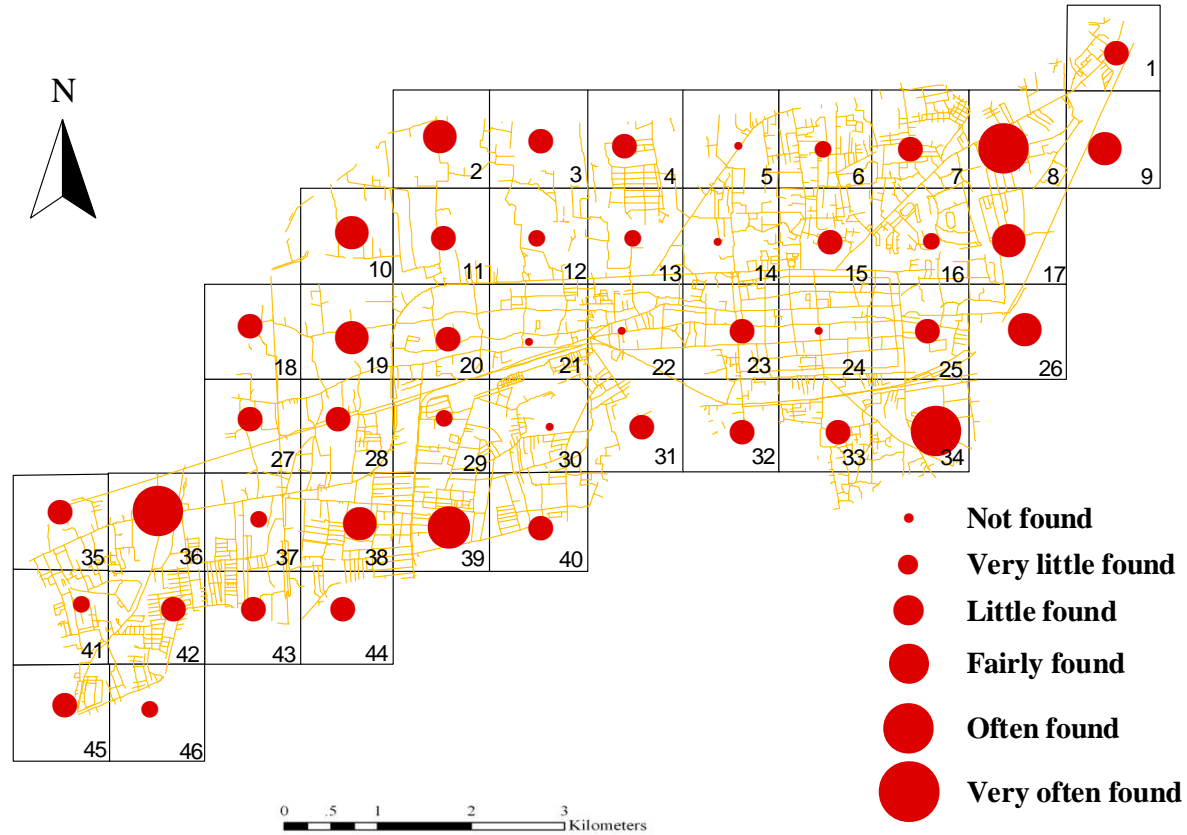 N
1
2 3 4 5 6 7 8 9
10 11 12 13 14 15 16 17
18 19 20 21 22 23 24 25 26
27 28 29 30 31 32 33 34
35 36 37 38 39 40
41 42 43 44
45 46
Not found
Very little found
Little found
Fairly found
Often found
Very often found
0 .5 1 2 3
Kilometers